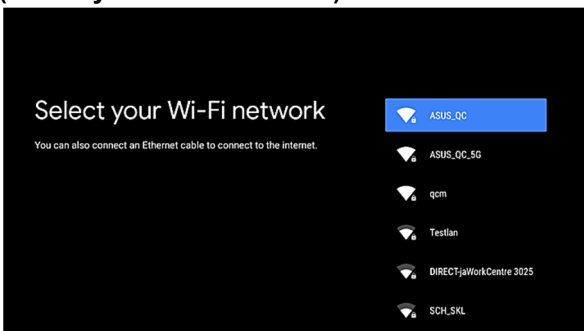 Select your Wi-Fi network
You can also connect an Ethernet cable to connect to the internet.
ASUS_QC
ASUS_QC_5G
qcm
Testlan
DIRECT-jaWorkCentre 3025
SCH_SKL